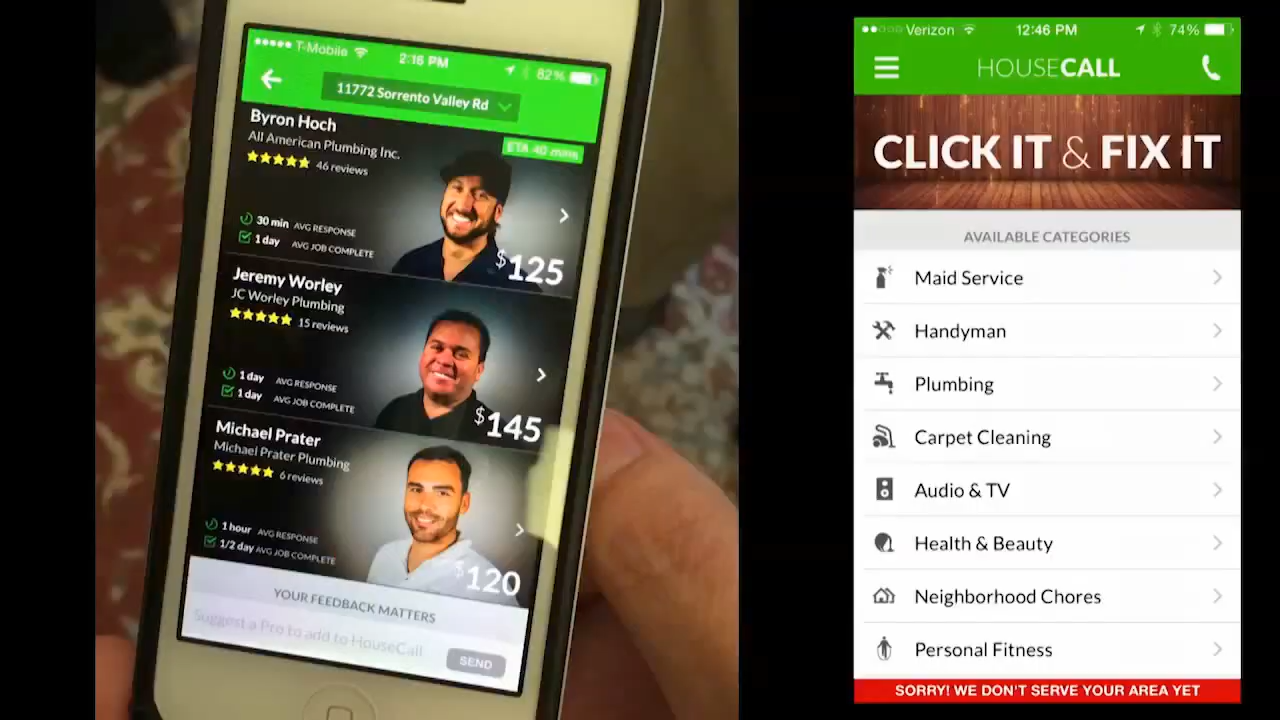 T-Mobile 2:16 PM 82%
11772 Sorrento Valley Rd
Byron Hoch
All American Plumbing Inc.
ETA 40 mins
46 reviews
30 min AVG RESPONSE
1 day AVG JOB COMPLETE
$125
Jeremy Worley
JC Worley Plumbing
15 reviews
1 day AVG RESPONSE
1 day AVG JOB COMPLETE
$145
Michael Prater
Michael Prater Plumbing
6 reviews
1 hour AVG RESPONSE
1/2 day AVG JOB COMPLETE
$120
YOUR FEEDBACK MATTERS
Suggest a Pro to add to HouseCall
SEND
Verizon 12:46 PM 74%
HOUSECALL
CLICK IT & FIX IT
AVAILABLE CATEGORIES
Maid Service
Handyman
Plumbing
Carpet Cleaning
Audio & TV
Health & Beauty
Neighborhood Chores
Personal Fitness
SORRY! WE DON'T SERVE YOUR AREA YET